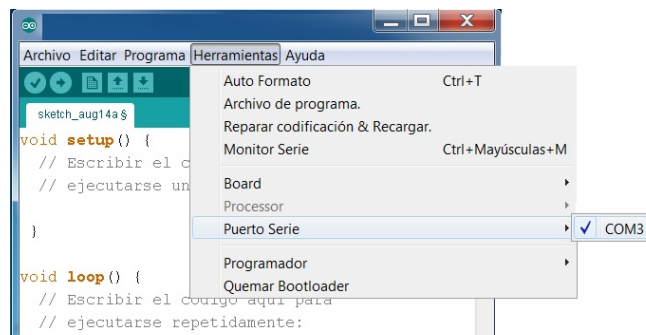 Archivo Editar Programa Herramientas Ayuda
Auto Formato Ctrl+T
Archivo de programa.
Reparar codificación & Recargar.
Monitor Serie Ctrl+Mayúsculas+M
Board
Processor
Puerto Serie COM3
Programador
Quemar Bootloader
sketch_aug14a §
void setup() {
// Escribir el c
// ejecutarse un
}
void loop() {
// Escribir el código aquí para
// ejecutarse repetidamente: